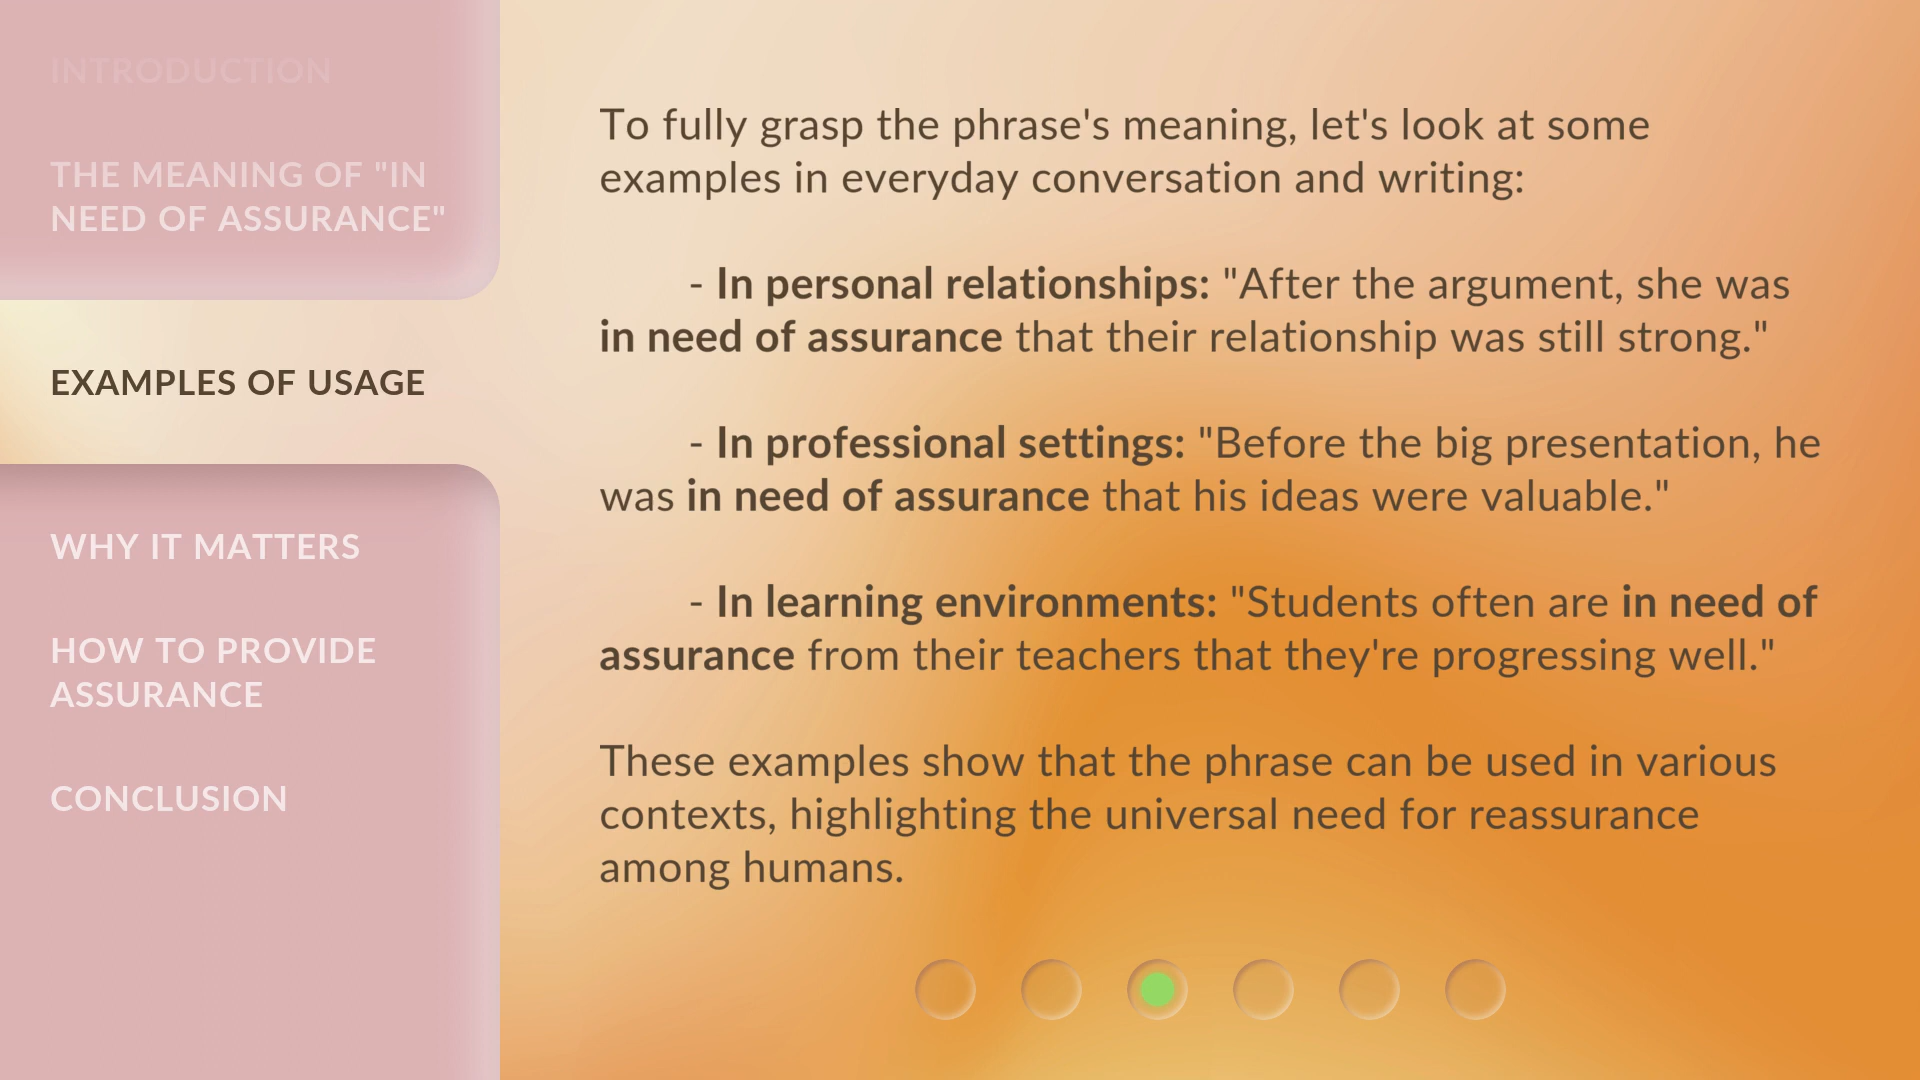 INTRODUCTION
THE MEANING OF "IN
NEED OF ASSURANCE"
EXAMPLES OF USAGE
WHY IT MATTERS
HOW TO PROVIDE
ASSURANCE
CONCLUSION
To fully grasp the phrase's meaning, let's look at some
examples in everyday conversation and writing:
- In personal relationships: "After the argument, she was
in need of assurance that their relationship was still strong."
- In professional settings: "Before the big presentation, he
was in need of assurance that his ideas were valuable."
- In learning environments: "Students often are in need of
assurance from their teachers that they're progressing well."
These examples show that the phrase can be used in various
contexts, highlighting the universal need for reassurance
among humans.